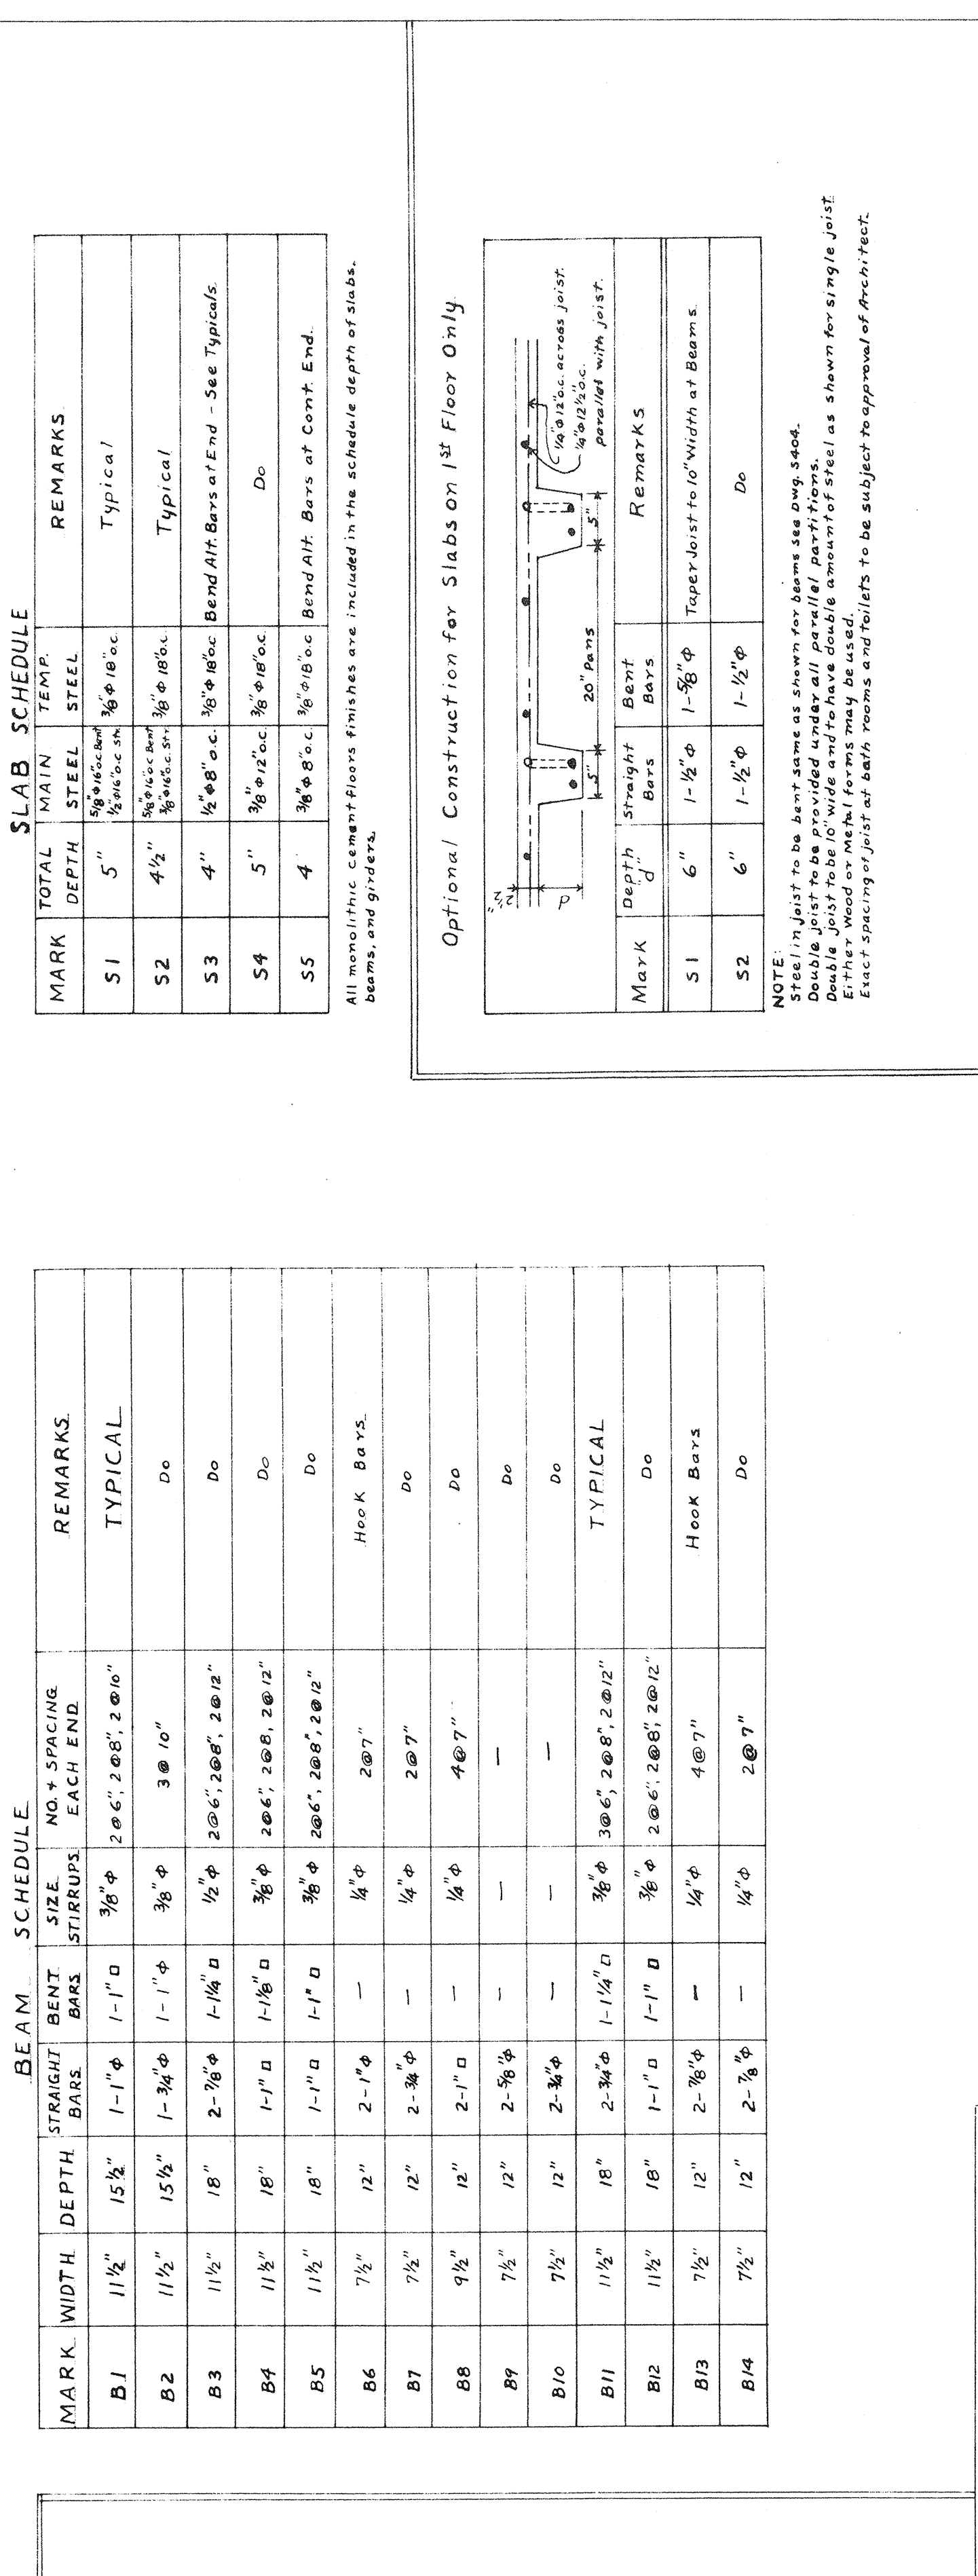 BEAM SCHEDULE
MARK WIDTH DEPTH STRAIGHT BARS BENT BARS SIZE STIRRUPS NO. & SPACING EACH END REMARKS
B1 11½" 15½" 1-1"Φ 1-1"□ 3/8"Φ 2@6", 2@8", 2@10" TYPICAL
B2 11½" 15½" 1-3/4"Φ 1-1"Φ 3/8"Φ 3@10" Do
B3 11½" 18" 2-7/8"Φ 1-1¼"□ ½"Φ 2@6", 2@8", 2@12" Do
B4 11½" 18" 1-1"□ 1-1⅛"□ 3/8"Φ 2@6", 2@8, 2@12" Do
B5 11½" 18" 1-1"□ 1-1"□ 3/8"Φ 2@6", 2@8", 2@12" Do
B6 7½" 12" 2-1"Φ — ¼"Φ 2@7" Hook Bars
B7 7½" 12" 2-¾"Φ — ¼"Φ 2@7" Do
B8 9½" 12" 2-1"□ — ¼"Φ 4@7" Do
B9 7½" 12" 2-5/8"Φ — — — Do
B10 7½" 12" 2-¾"Φ — — — Do
B11 11½" 18" 2-¾"Φ 1-1¼"□ 3/8"Φ 3@6", 2@8", 2@12" TYPICAL
B12 11½" 18" 1-1"□ 1-1"□ 3/8"Φ 2@6", 2@8", 2@12" Do
B13 7½" 12" 2-7/8"Φ — ¼"Φ 4@7" Hook Bars
B14 7½" 12" 2-7/8"Φ — ¼"Φ 2@7" Do
SLAB SCHEDULE
MARK TOTAL DEPTH MAIN STEEL TEMP. STEEL REMARKS
S1 5" 5/8"Φ16"o.c Bent ½"Φ16"o.c Str. 3/8"Φ18"o.c. Typical
S2 4½" 5/8"Φ16"o.c Bent 3/8"Φ16"o.c. Str. 3/8"Φ18"o.c. Typical
S3 4" ½"Φ8"o.c. 3/8"Φ18"o.c Bend Alt. Bars at End - See Typicals.
S4 5" 3/8"Φ12"o.c. 3/8"Φ18"o.c. Do
S5 4 3/8"Φ8"o.c. 3/8"Φ18"o.c Bend Alt. Bars at Cont. End.
All monolithic cement floors finishes are included in the schedule depth of slabs.
beams, and girders.
Optional Construction for Slabs on 1st Floor Only
2½"
d
5"
20" Pans
5"
¼"Φ12"o.c. across joist.
¼"Φ12½"o.c.
parallel with joist.
Mark Depth "d" Straight Bars Bent Bars Remarks
S1 6" 1-½"Φ 1-5/8"Φ Taper Joist to 10" Width at Beams.
S2 6" 1-½"Φ 1-½"Φ Do
NOTE:
Steel in joist to be bent same as shown for beams see Dwg. S404.
Double joist to be provided under all parallel partitions.
Double joist to be 10" wide and to have double amount of steel as shown for single joist.
Either Wood or Metal forms may be used.
Exact spacing of joist at bath rooms and toilets to be subject to approval of Architect.